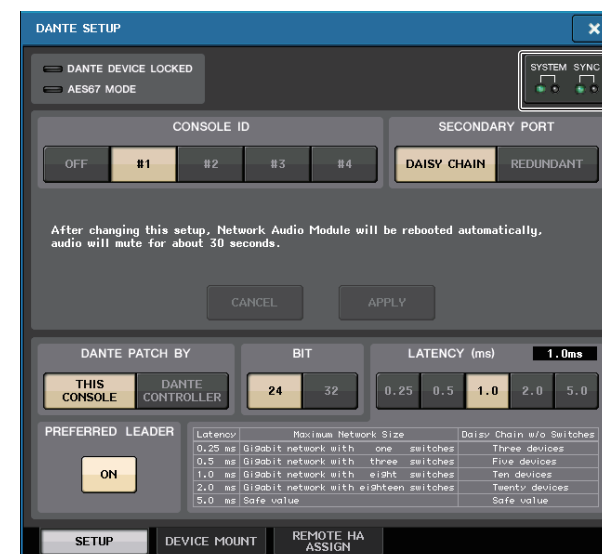 DANTE SETUP
DANTE DEVICE LOCKED
AES67 MODE
SYSTEM SYNC
CONSOLE ID
OFF #1 #2 #3 #4
SECONDARY PORT
DAISY CHAIN REDUNDANT
After changing this setup, Network Audio Module will be rebooted automatically,
audio will mute for about 30 seconds.
CANCEL APPLY
DANTE PATCH BY
THIS CONSOLE
DANTE CONTROLLER
BIT
24 32
LATENCY (ms) 1.0ms
0.25 0.5 1.0 2.0 5.0
PREFERRED LEADER
ON
Latency Maximum Network Size Daisy Chain w/o Switches
0.25 ms Gigabit network with one switches Three devices
0.5 ms Gigabit network with three switches Five devices
1.0 ms Gigabit network with eight switches Ten devices
2.0 ms Gigabit network with eighteen switches Twenty devices
5.0 ms Safe value Safe value
SETUP
DEVICE MOUNT
REMOTE HA ASSIGN